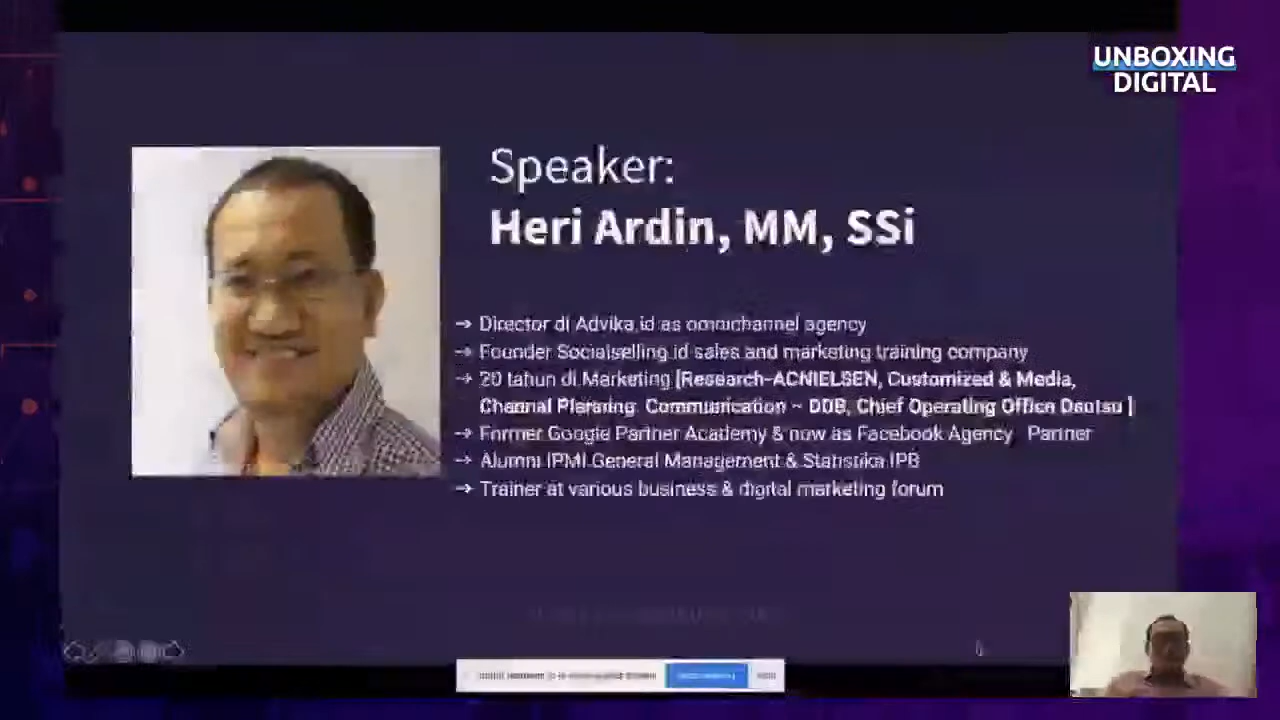 UNBOXING
DIGITAL
Speaker:
Heri Ardin, MM, SSi
→ Director di Advika.id as omnichannel agency
→ Founder Socialselling.id sales and marketing training company
→ 20 tahun di Marketing [Research-ACNIELSEN, Customized & Media,
Channal Planning Communication - DDB, Chief Operating Office Dentsu ]
→ Former Google Partner Academy & now as Facebook Agency Partner
→ Alumni IPMI General Management & Statistika IPB
→ Trainer at various business & digital marketing forum